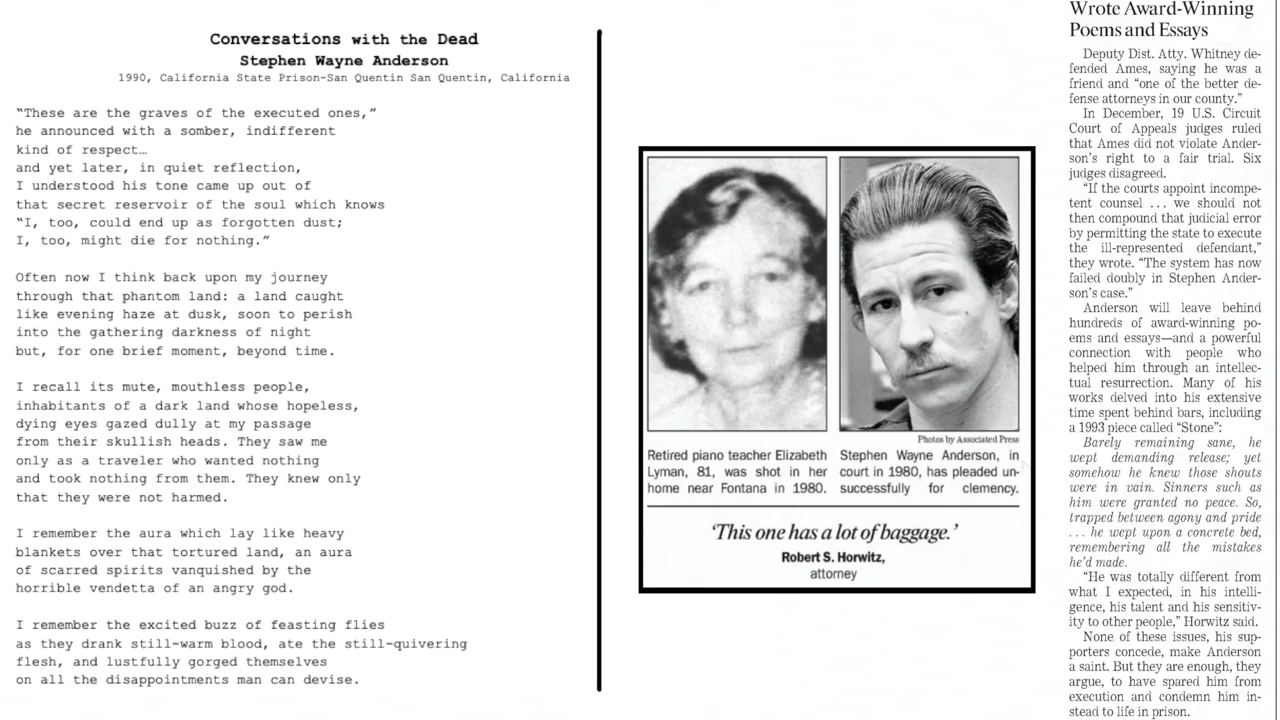 Conversations with the Dead
Stephen Wayne Anderson
1990, California State Prison-San Quentin San Quentin, California
“These are the graves of the executed ones,”
he announced with a somber, indifferent
kind of respect…
and yet later, in quiet reflection,
I understood his tone came up out of
that secret reservoir of the soul which knows
“I, too, could end up as forgotten dust;
I, too, might die for nothing.”
Often now I think back upon my journey
through that phantom land: a land caught
like evening haze at dusk, soon to perish
into the gathering darkness of night
but, for one brief moment, beyond time.
I recall its mute, mouthless people,
inhabitants of a dark land whose hopeless,
dying eyes gazed dully at my passage
from their skullish heads. They saw me
only as a traveler who wanted nothing
and took nothing from them. They knew only
that they were not harmed.
I remember the aura which lay like heavy
blankets over that tortured land, an aura
of scarred spirits vanquished by the
horrible vendetta of an angry god.
I remember the excited buzz of feasting flies
as they drank still-warm blood, ate the still-quivering
flesh, and lustfully gorged themselves
on all the disappointments man can devise.
Photos by Associated Press
Retired piano teacher Elizabeth
Lyman, 81, was shot in her
home near Fontana in 1980.
Stephen Wayne Anderson, in
court in 1980, has pleaded un-
successfully for clemency.
‘This one has a lot of baggage.’
Robert S. Horwitz,
attorney
Wrote Award-Winning
Poems and Essays
Deputy Dist. Atty. Whitney de-
fended Ames, saying he was a
friend and “one of the better de-
fense attorneys in our county.”
In December, 19 U.S. Circuit
Court of Appeals judges ruled
that Ames did not violate Ander-
son’s right to a fair trial. Six
judges disagreed.
“If the courts appoint incompe-
tent counsel ... we should not
then compound that judicial error
by permitting the state to execute
the ill-represented defendant,”
they wrote. “The system has now
failed doubly in Stephen Ander-
son’s case.”
Anderson will leave behind
hundreds of award-winning po-
ems and essays—and a powerful
connection with people who
helped him through an intellec-
tual resurrection. Many of his
works delved into his extensive
time spent behind bars, including
a 1993 piece called “Stone”:
Barely remaining sane, he
wept demanding release; yet
somehow he knew those shouts
were in vain. Sinners such as
him were granted no peace. So,
trapped between agony and pride
... he wept upon a concrete bed,
remembering all the mistakes
he’d made.
“He was totally different from
what I expected, in his intelli-
gence, his talent and his sensitiv-
ity to other people,” Horwitz said.
None of these issues, his sup-
porters concede, make Anderson
a saint. But they are enough, they
argue, to have spared him from
execution and condemn him in-
stead to life in prison.